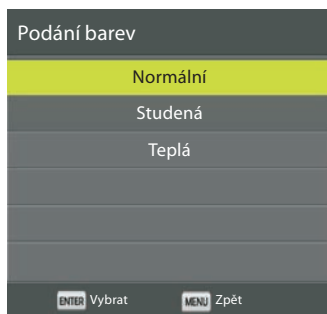 Podání barev
Normální
Studená
Teplá
ENTER Vybrat MENU Zpět